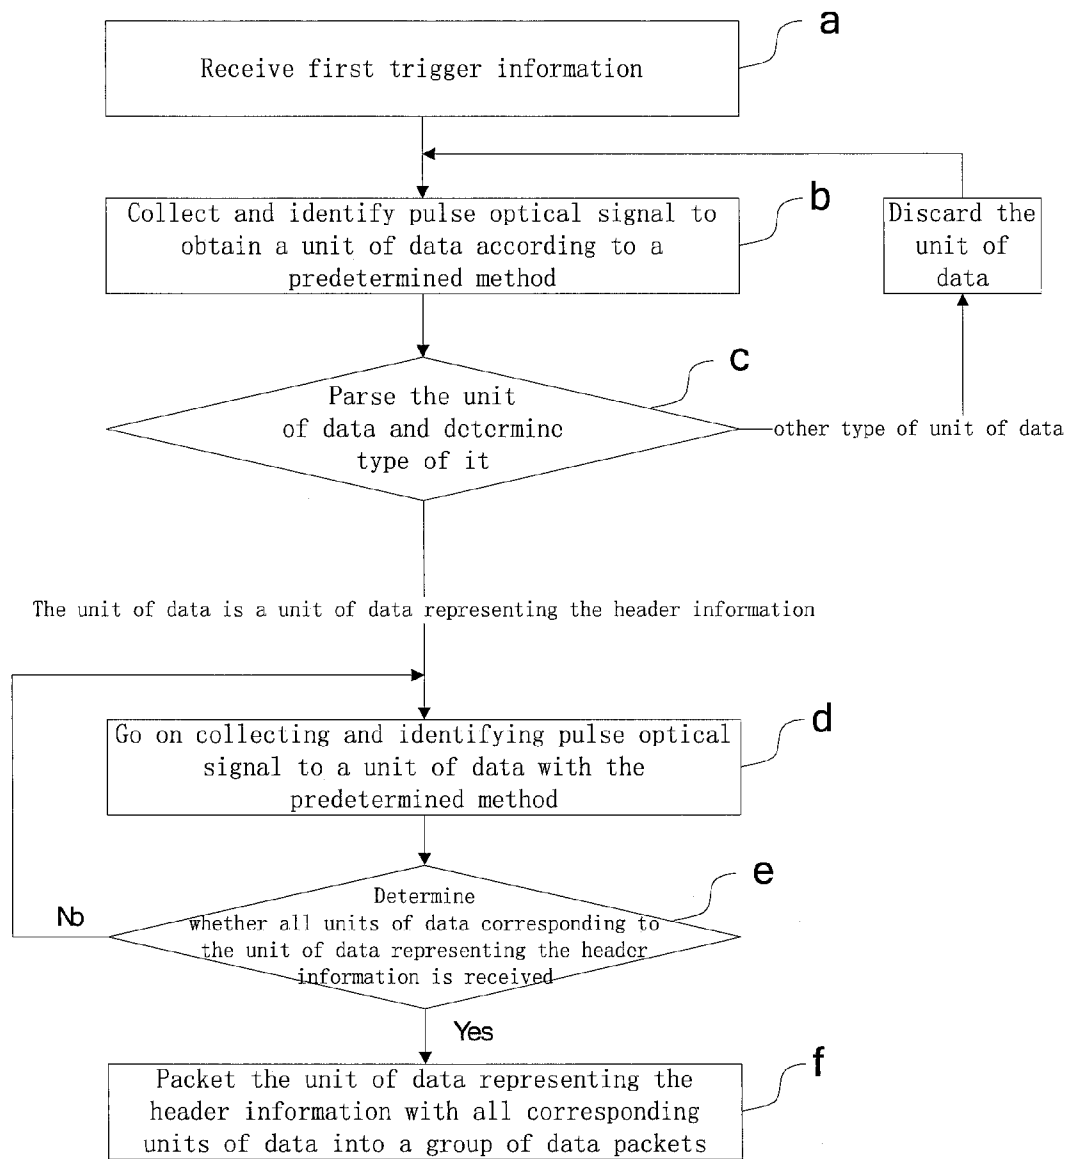 a
Receive first trigger information
b
Collect and identify pulse optical signal to
obtain a unit of data according to a
predetermined method
Discard the
unit of
data
c
Parse the unit
of data and determine
type of it
other type of unit of data
The unit of data is a unit of data representing the header information
d
Go on collecting and identifying pulse optical
signal to a unit of data with the
predetermined method
e
Determine
whether all units of data corresponding to
the unit of data representing the header
information is received
No
Yes
f
Packet the unit of data representing the
header information with all corresponding
units of data into a group of data packets